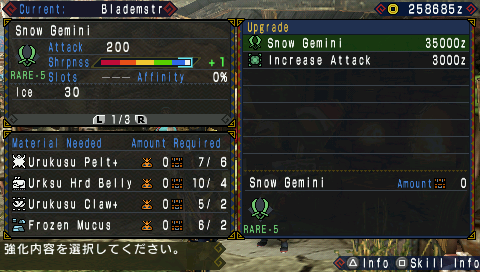 Current: Blademstr
258685z
Snow Gemini
Attack 200
Shrpnss +1
RARE-5 Slots --- Affinity 0%
Ice 30
L 1/3 R
Upgrade
Snow Gemini 35000z
Increase Attack 3000z
Material Needed Amount Required
Urukusu Pelt+ 0 7/ 6
Urksu Hrd Belly 0 10/ 4
Urukusu Claw+ 0 5/ 2
Frozen Mucus 0 6/ 2
Snow Gemini Amount 0
RARE-5
強化内容を選択してください。
Info Skill Info